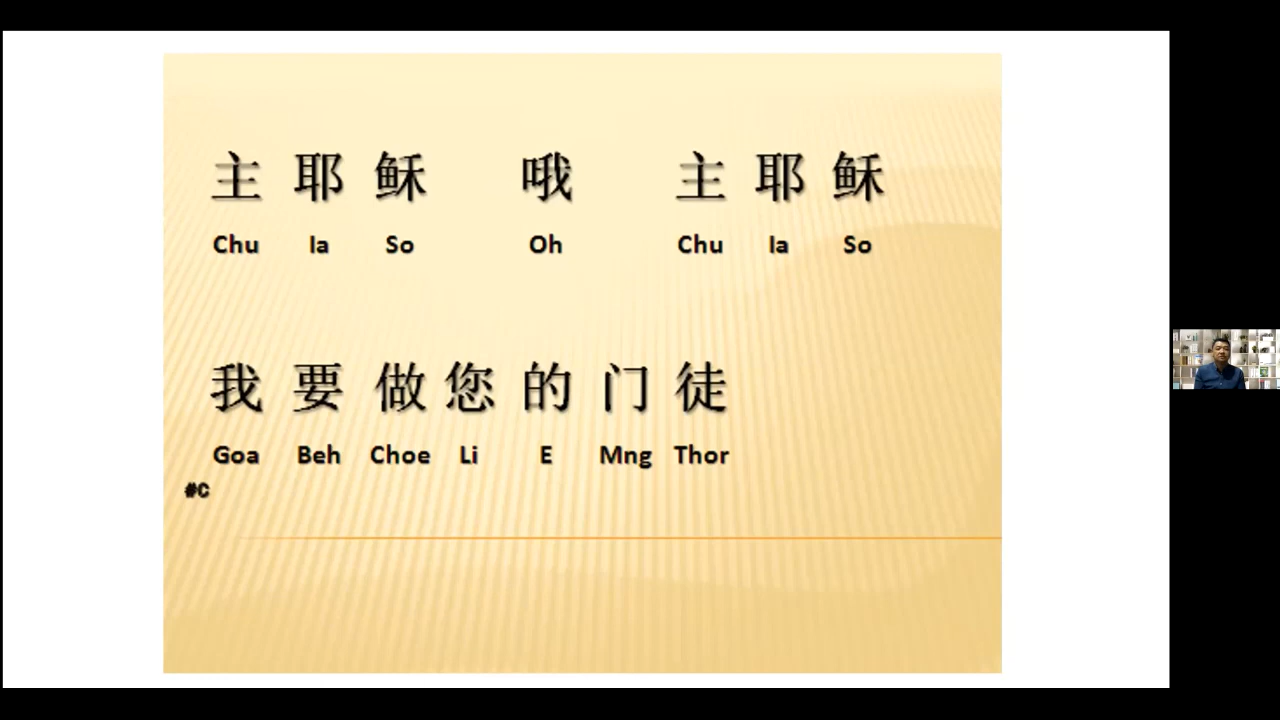 主 耶 稣 哦 主 耶 稣
Chu Ia So Oh Chu Ia So
我 要 做 您 的 门 徒
Goa Beh Choe Li E Mng Thor
#C